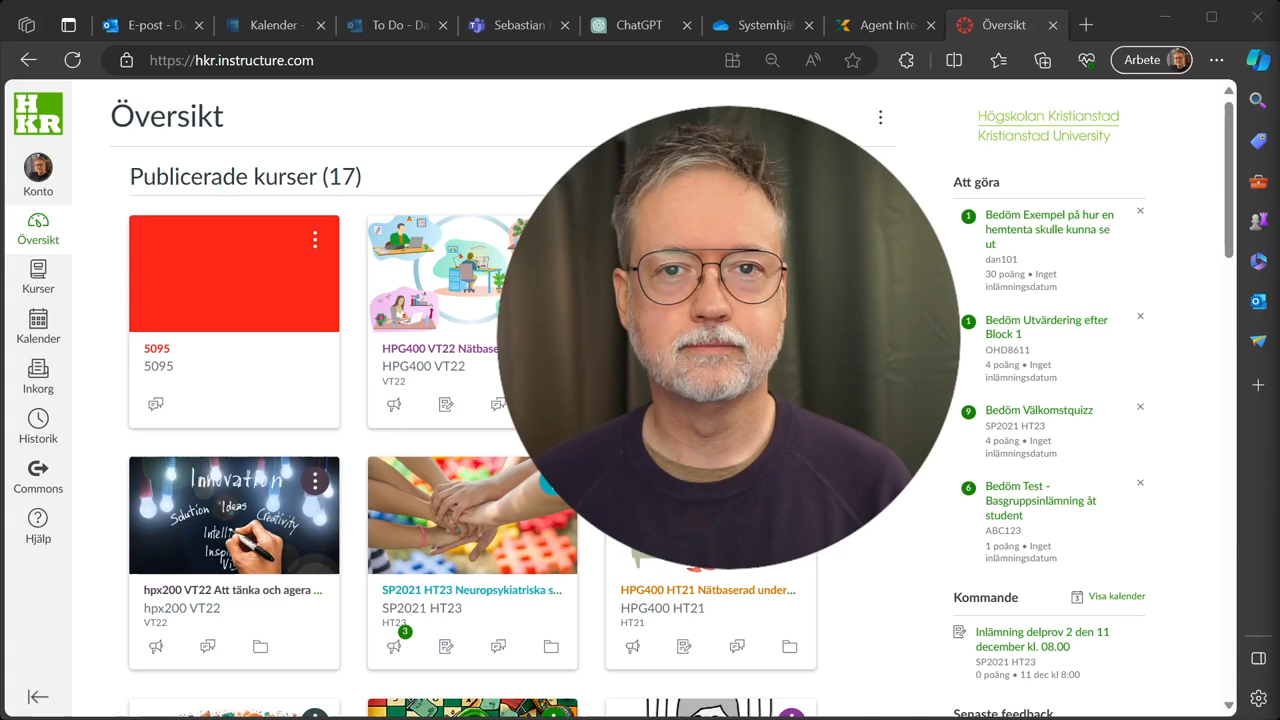 E-post - Da
Kalender -
To Do - Da
Sebastian
ChatGPT
Systemhjäl
Agent Inte
Översikt
https://hkr.instructure.com
Arbete
HKR
Konto
Översikt
Kurser
Kalender
Inkorg
Historik
Commons
Hjälp
Översikt
Publicerade kurser (17)
5095
5095
HPG400 VT22 Nätbase
HPG400 VT22
VT22
Innovation
Solution Ideas Creativity
hpx200 VT22 Att tänka och agera ...
hpx200 VT22
VT22
SP2021 HT23 Neuropsykiatriska s...
SP2021 HT23
HT23
3
HPG400 HT21 Nätbaserad under...
HPG400 HT21
HT21
Högskolan Kristianstad
Kristianstad University
Att göra
1
Bedöm Exempel på hur en
hemtenta skulle kunna se
ut
dan101
30 poäng • Inget
inlämningsdatum
1
Bedöm Utvärdering efter
Block 1
OHD8611
4 poäng • Inget
inlämningsdatum
9
Bedöm Välkomstquizz
SP2021 HT23
4 poäng • Inget
inlämningsdatum
6
Bedöm Test -
Basgruppsinlämning åt
student
ABC123
1 poäng • Inget
inlämningsdatum
Kommande
Visa kalender
Inlämning delprov 2 den 11
december kl. 08.00
SP2021 HT23
0 poäng • 11 dec kl 8:00
Senaste feedback